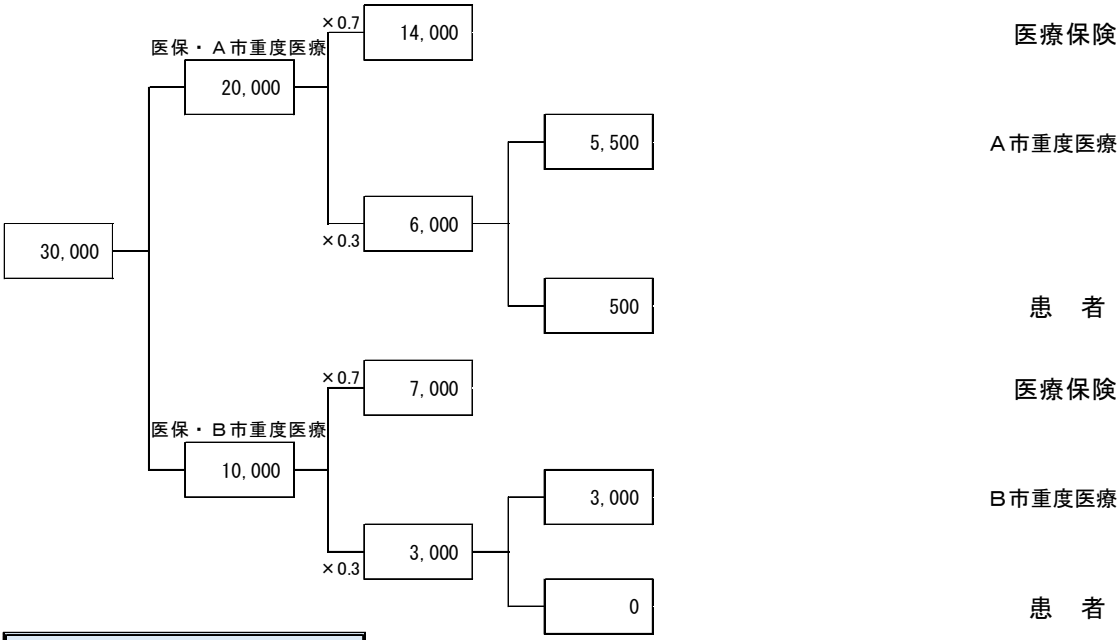 ×0.7
14,000
医療保険
医保・A市重度医療
20,000
5,500
A市重度医療
6,000
×0.3
30,000
500
患 者
×0.7
7,000
医療保険
医保・B市重度医療
10,000
3,000
B市重度医療
3,000
×0.3
0
患 者